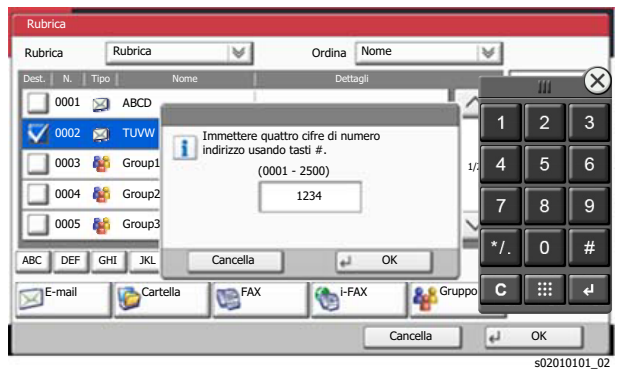 Rubrica
Rubrica Rubrica Ordina Nome
Dest. N. Tipo Nome Dettagli
0001 ABCD
0002 TUVW
0003 Group1
0004 Group2
0005 Group3
Immettere quattro cifre di numero
indirizzo usando tasti #.
(0001 - 2500)
1234
Cancella OK
1/
ABC DEF GHI JKL
E-mail Cartella FAX i-FAX Gruppo
Cancella OK
1 2 3
4 5 6
7 8 9
*/. 0 #
C
s02010101_02